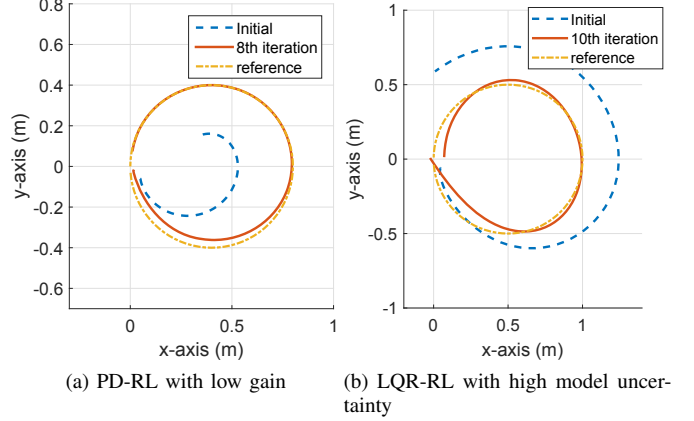 0.8
0.6
0.4
0.2
0
-0.2
-0.4
-0.6
y-axis (m)
0
0.5
1
x-axis (m)
Initial
8th iteration
reference
(a) PD-RL with low gain
1
0.5
0
-0.5
-1
y-axis (m)
0
0.5
1
x-axis (m)
Initial
10th iteration
reference
(b) LQR-RL with high model uncer-
tainty